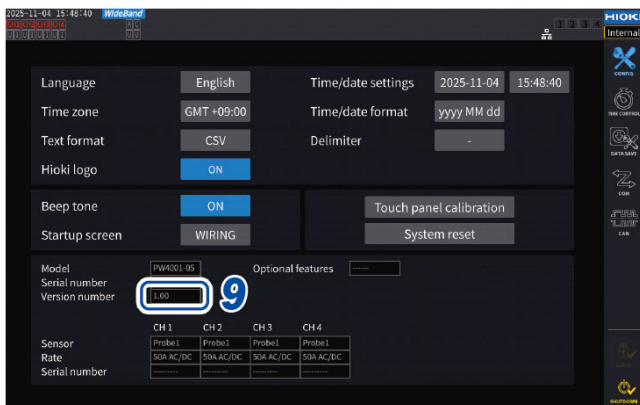 2025-11-04 15:48:40 WideBand
HIOKI
1 2 3 4
Internal
Language English Time/date settings 2025-11-04 15:48:40
Time zone GMT +09:00 Time/date format yyyy MM dd
Text format CSV Delimiter -
Hioki logo ON
Beep tone ON Touch panel calibration
Startup screen WIRING System reset
Model PW4001-05 Optional features -----
Serial number
Version number 1.00 9
CH 1 CH 2 CH 3 CH 4
Sensor Probe1 Probe1 Probe1 Probe1
Rate 50A AC/DC 50A AC/DC 50A AC/DC 50A AC/DC
Serial number
CONFIG
TIME CONTROL
DATA SAVE
COM
CAN
SHUTDOWN